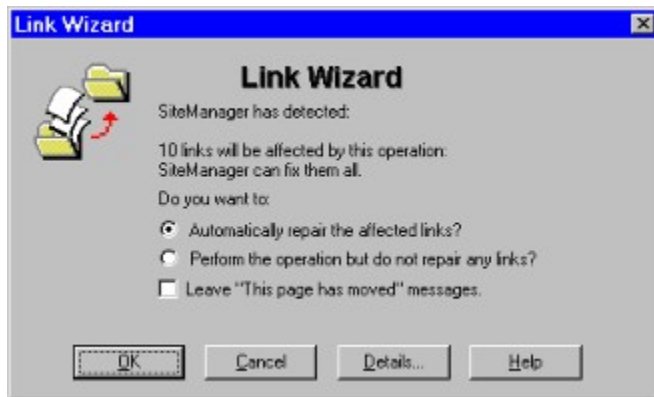 Link Wizard
Link Wizard
SiteManager has detected:
10 links will be affected by this operation:
SiteManager can fix them all.
Do you want to:
Automatically repair the affected links?
Perform the operation but do not repair any links?
Leave "This page has moved" messages.
OK Cancel Details... Help